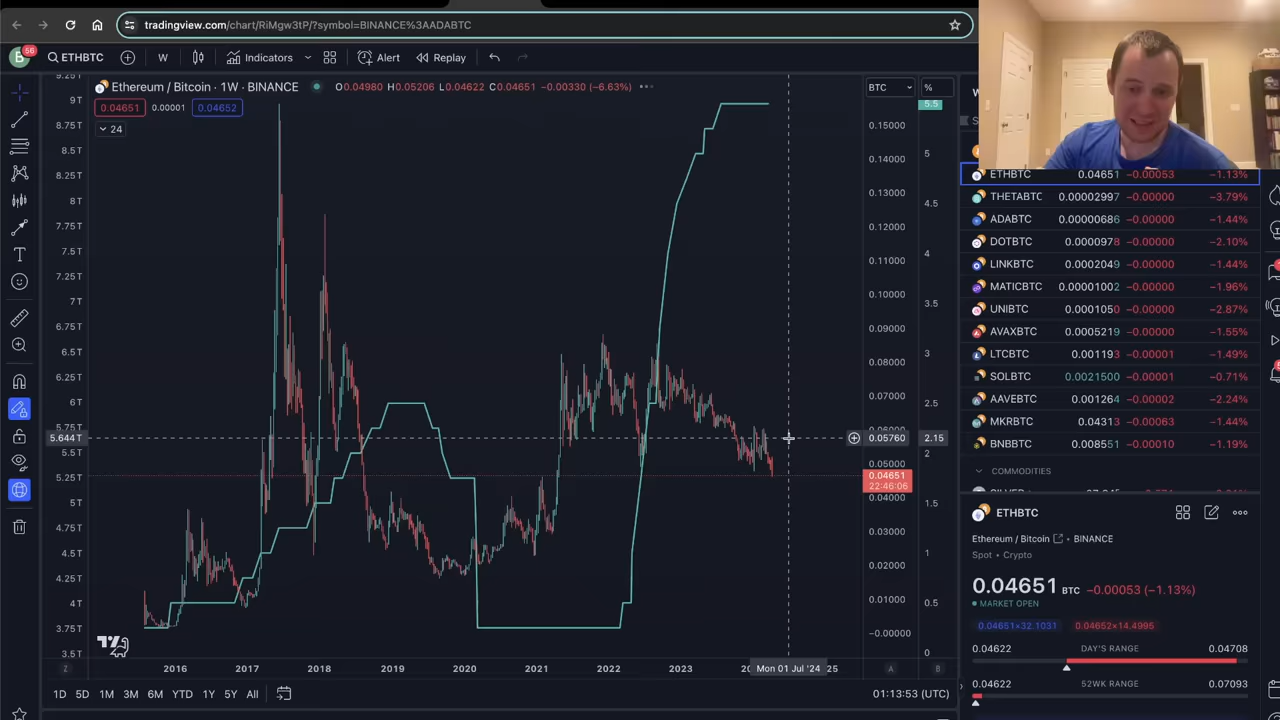 tradingview.com/chart/RiMgw3tP/?symbol=BINANCE%3AADABTC
B 56 ETHBTC W Indicators Alert Replay
Ethereum / Bitcoin · 1W · BINANCE O0.04980 H0.05206 L0.04622 C0.04651 −0.00330 (−6.63%)
0.04651 0.00001 0.04652
24
BTC %
9.25T
9T
8.75T
8.5T
8.25T
8T
7.75T
7.5T
7.25T
7T
6.75T
6.5T
6.25T
6T
5.75T
5.644T
5.5T
5.25T
5T
4.75T
4.5T
4.25T
4T
3.75T
3.5T
0.15000
0.14000
0.13000
0.12000
0.11000
0.10000
0.09000
0.08000
0.07000
0.06000
0.05760
0.05000
0.04651
22:46:06
0.04000
0.03000
0.02000
0.01000
−0.00000
5.5
5
4.5
4
3.5
3
2.5
2.15
2
1.5
1
0.5
0
2016 2017 2018 2019 2020 2021 2022 2023 Mon 01 Jul '24 25
Z A B
1D 5D 1M 3M 6M YTD 1Y 5Y All 01:13:53 (UTC)
W
ETHBTC 0.04651 −0.00053 −1.13%
THETABTC 0.00002997 −0.00000 −3.79%
ADABTC 0.00000686 −0.00000 −1.44%
DOTBTC 0.0000978 −0.00000 −2.10%
LINKBTC 0.0002049 −0.00000 −1.44%
MATICBTC 0.00001002 −0.00000 −1.96%
UNIBTC 0.0001050 −0.00000 −2.87%
AVAXBTC 0.0005219 −0.00000 −1.55%
LTCBTC 0.001193 −0.00001 −1.49%
SOLBTC 0.0021500 −0.00001 −0.71%
AAVEBTC 0.001264 −0.00002 −2.24%
MKRBTC 0.04313 −0.00063 −1.44%
BNBBTC 0.008551 −0.00010 −1.19%
COMMODITIES
ETHBTC
Ethereum / Bitcoin • BINANCE
Spot • Crypto
0.04651 BTC −0.00053 (−1.13%)
MARKET OPEN
0.04651×32.1031 0.04652×14.4995
0.04622 DAY'S RANGE 0.04708
0.04622 52WK RANGE 0.07093